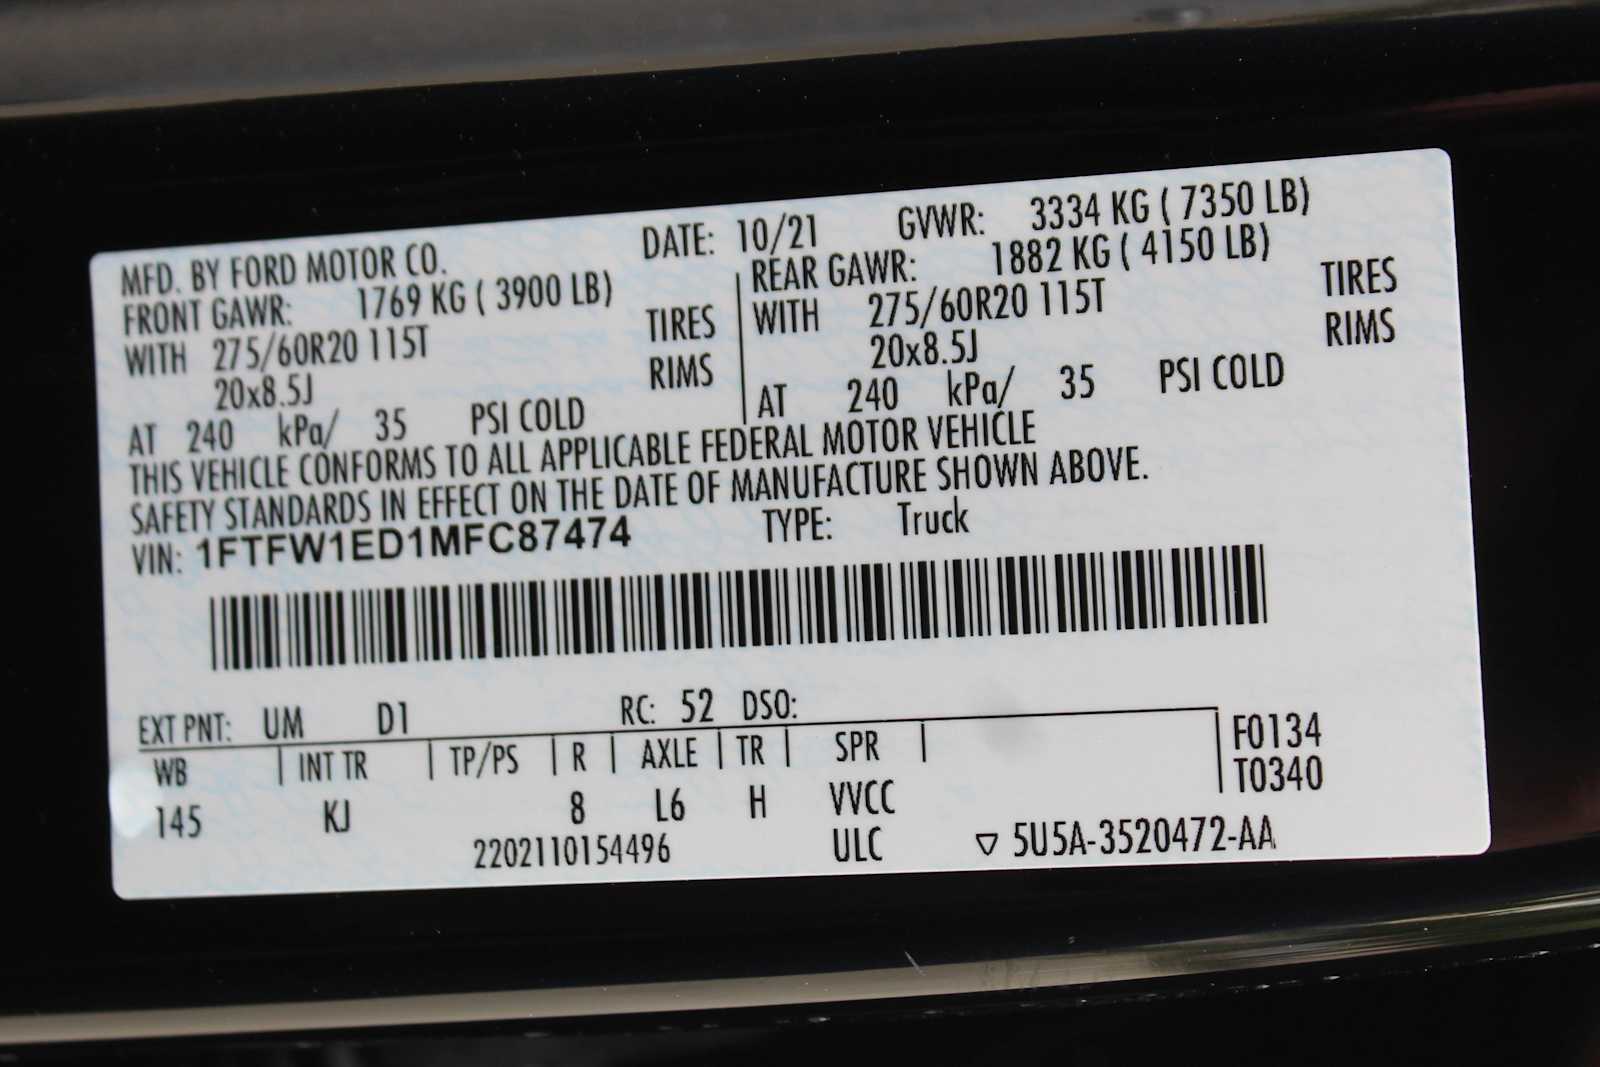 MFD. BY FORD MOTOR CO. DATE: 10/21 GVWR: 3334 KG ( 7350 LB)
FRONT GAWR: 1769 KG ( 3900 LB) REAR GAWR: 1882 KG ( 4150 LB)
WITH 275/60R20 115T TIRES WITH 275/60R20 115T TIRES
20x8.5J RIMS 20x8.5J RIMS
AT 240 kPa/ 35 PSI COLD AT 240 kPa/ 35 PSI COLD
THIS VEHICLE CONFORMS TO ALL APPLICABLE FEDERAL MOTOR VEHICLE
SAFETY STANDARDS IN EFFECT ON THE DATE OF MANUFACTURE SHOWN ABOVE.
VIN: 1FTFW1ED1MFC87474 TYPE: Truck
EXT PNT: UM D1 RC: 52 DSO:
WB INT TR TP/PS R AXLE TR SPR F0134
T0340
145 KJ 8 L6 H VVCC
2202110154496 ULC ▽ 5U5A-3520472-AA